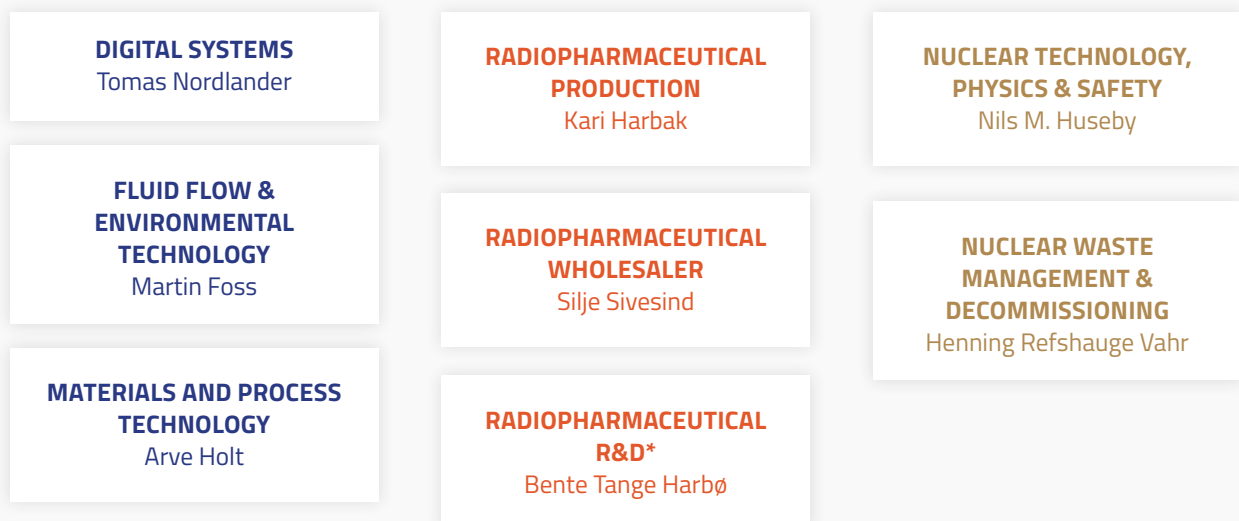 DIGITAL SYSTEMS
Tomas Nordlander
FLUID FLOW &
ENVIRONMENTAL
TECHNOLOGY
Martin Foss
MATERIALS AND PROCESS
TECHNOLOGY
Arve Holt
RADIOPHARMACEUTICAL
PRODUCTION
Kari Harbak
RADIOPHARMACEUTICAL
WHOLESALER
Silje Sivesind
RADIOPHARMACEUTICAL
R&D*
Bente Tange Harbø
NUCLEAR TECHNOLOGY,
PHYSICS & SAFETY
Nils M. Huseby
NUCLEAR WASTE
MANAGEMENT &
DECOMMISSIONING
Henning Refshauge Vahr